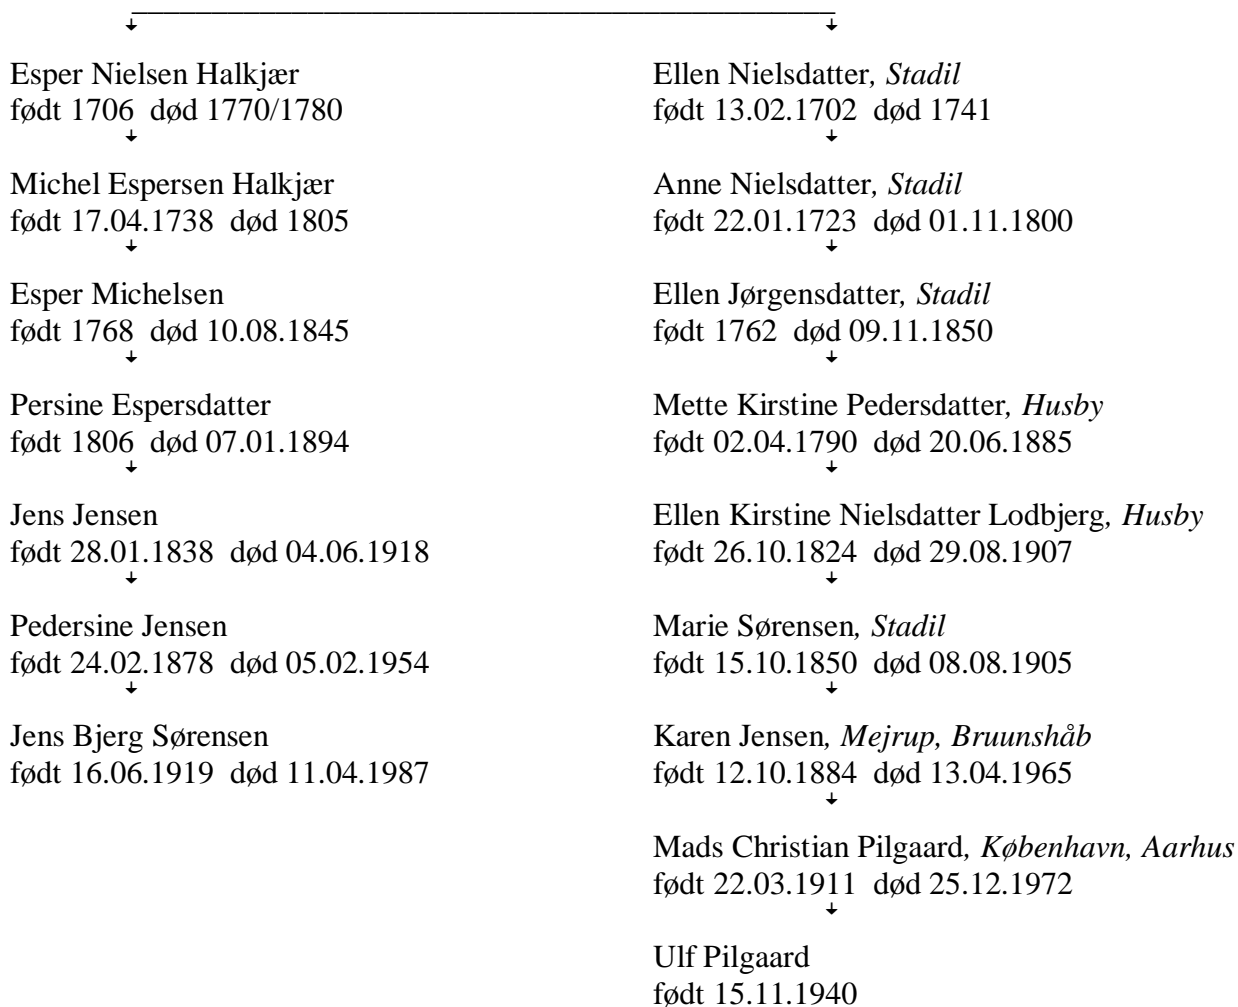 Esper Nielsen Halkjær
født 1706 død 1770/1780
Michel Espersen Halkjær
født 17.04.1738 død 1805
Esper Michelsen
født 1768 død 10.08.1845
Persine Espersdatter
født 1806 død 07.01.1894
Jens Jensen
født 28.01.1838 død 04.06.1918
Pedersine Jensen
født 24.02.1878 død 05.02.1954
Jens Bjerg Sørensen
født 16.06.1919 død 11.04.1987
Ellen Nielsdatter, Stadil
født 13.02.1702 død 1741
Anne Nielsdatter, Stadil
født 22.01.1723 død 01.11.1800
Ellen Jørgensdatter, Stadil
født 1762 død 09.11.1850
Mette Kirstine Pedersdatter, Husby
født 02.04.1790 død 20.06.1885
Ellen Kirstine Nielsdatter Lodbjerg, Husby
født 26.10.1824 død 29.08.1907
Marie Sørensen, Stadil
født 15.10.1850 død 08.08.1905
Karen Jensen, Mejrup, Bruunshåb
født 12.10.1884 død 13.04.1965
Mads Christian Pilgaard, København, Aarhus
født 22.03.1911 død 25.12.1972
Ulf Pilgaard
født 15.11.1940